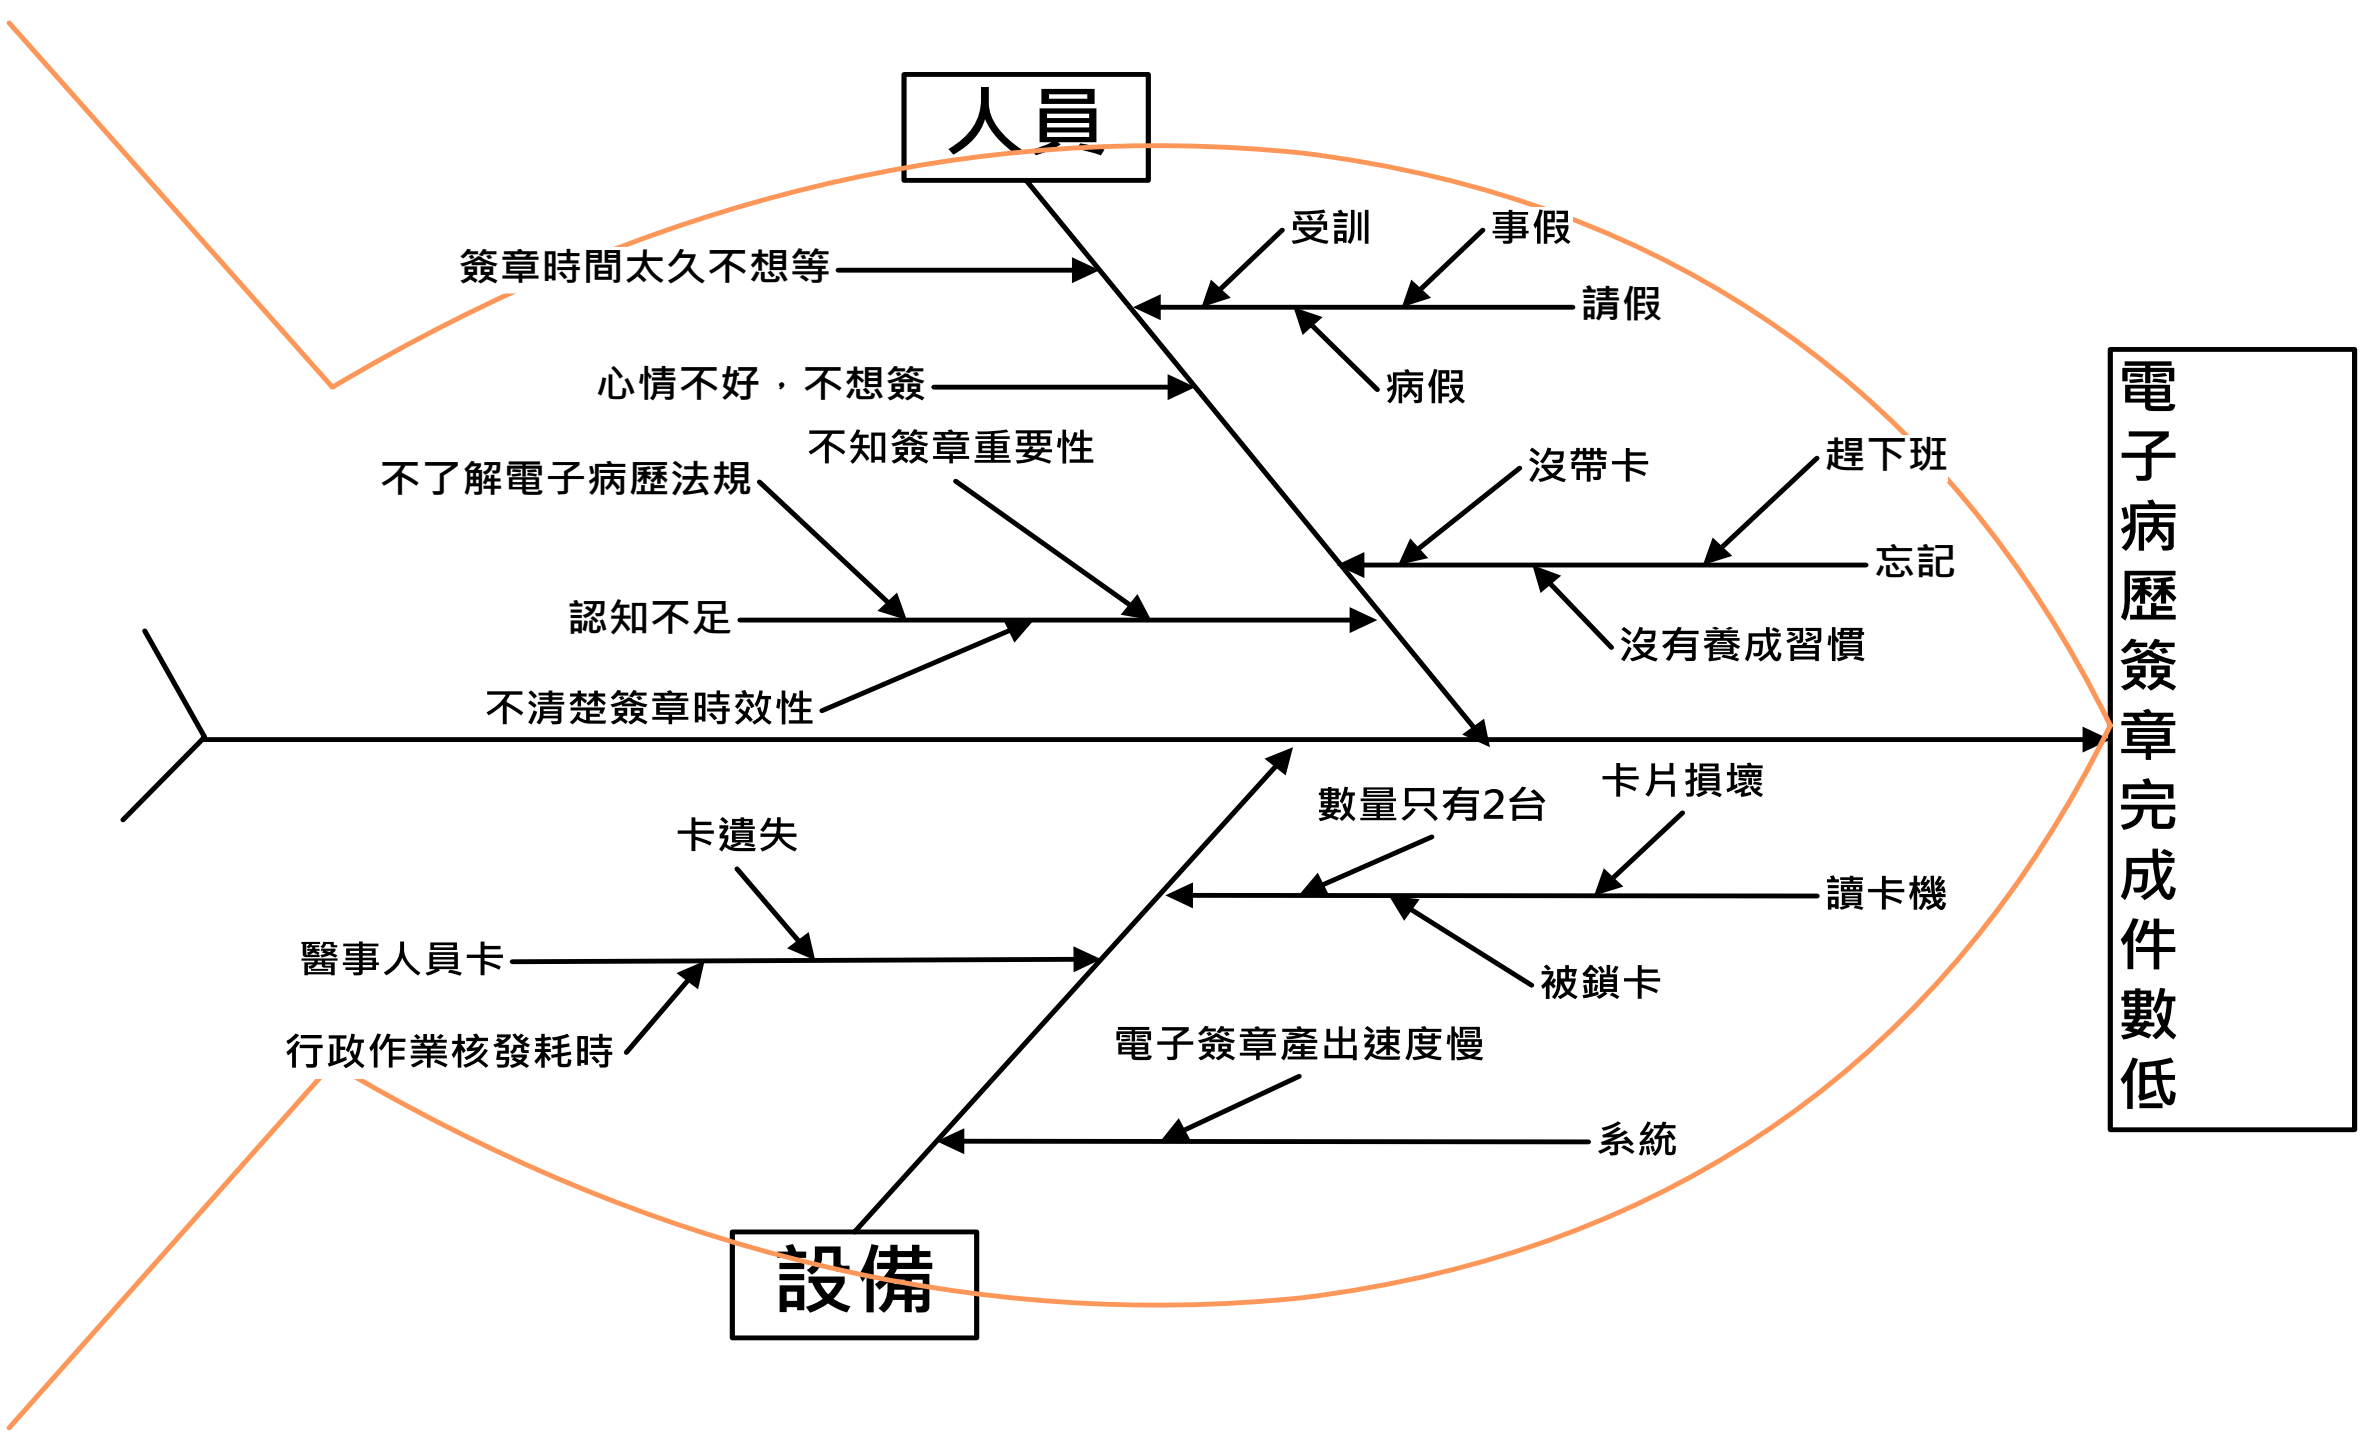 人員
受訓
事假
簽章時間太久不想等
請假
心情不好，不想簽
病假
不知簽章重要性
不了解電子病歷法規
沒帶卡
趕下班
忘記
認知不足
沒有養成習慣
不清楚簽章時效性
電子病歷簽章完成件數低
卡片損壞
數量只有2台
卡遺失
讀卡機
醫事人員卡
被鎖卡
行政作業核發耗時
電子簽章產出速度慢
系統
設備